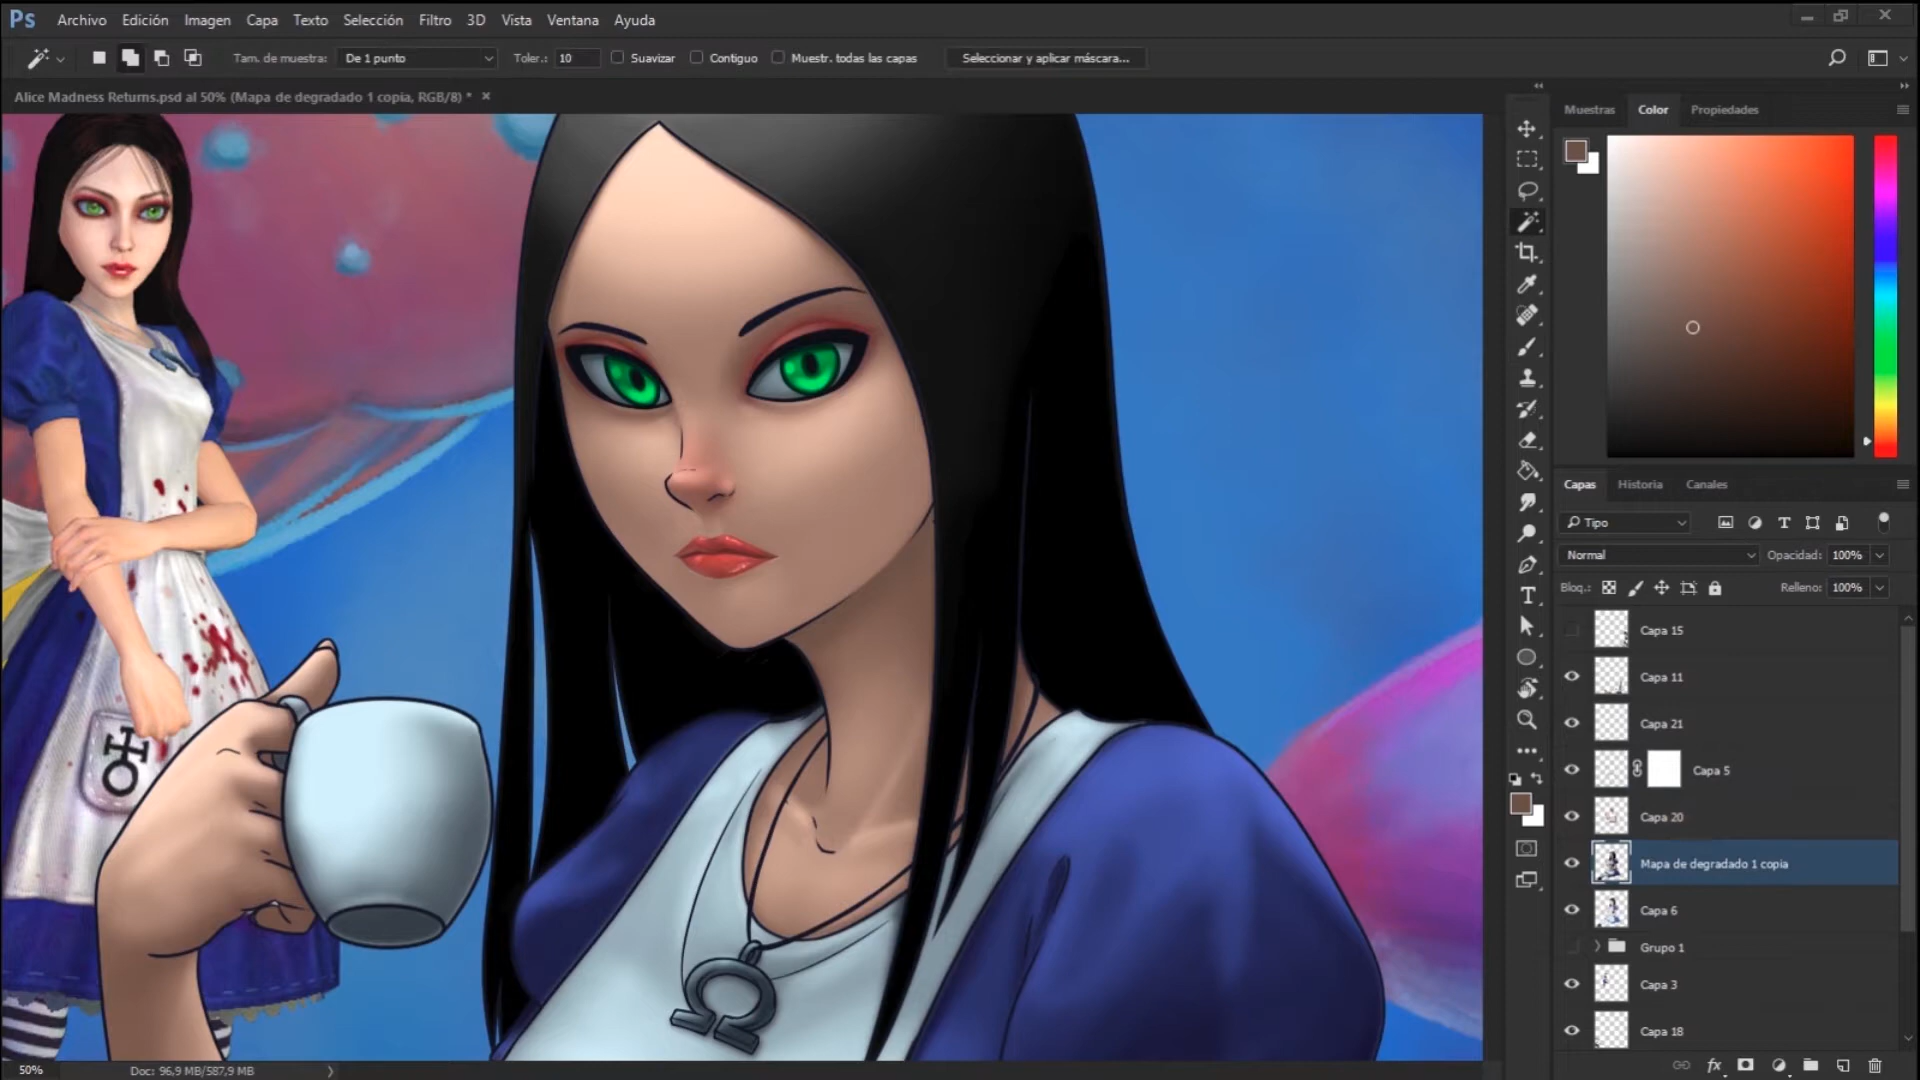 Ps Archivo Edición Imagen Capa Texto Selección Filtro 3D Vista Ventana Ayuda
Tam. de muestra: De 1 punto Toler.: 10 Suavizar Contiguo Muestr. todas las capas Seleccionar y aplicar máscara...
Alice Madness Returns.psd al 50% (Mapa de degradado 1 copia, RGB/8) * ×
Muestras Color Propiedades
Capas Historia Canales
Tipo
Normal Opacidad: 100%
Bloq.: Relleno: 100%
Capa 15
Capa 11
Capa 21
Capa 5
Capa 20
Mapa de degradado 1 copia
Capa 6
Grupo 1
Capa 3
Capa 18
fx
50% Doc: 96,9 MB/587,9 MB